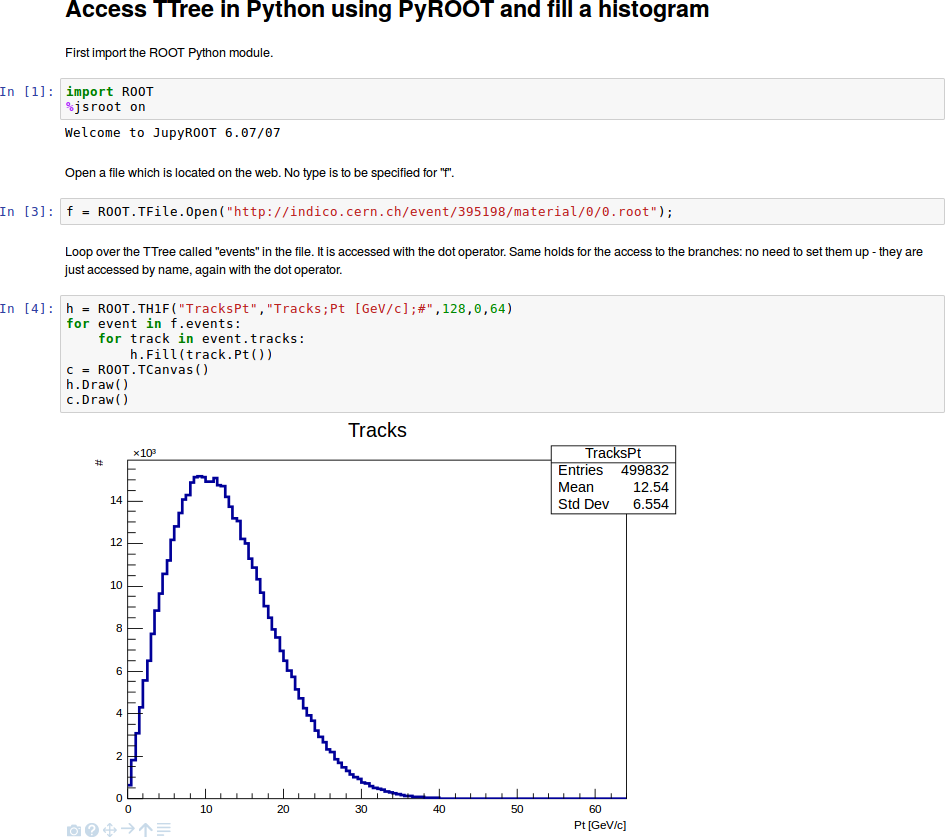 Access TTree in Python using PyROOT and fill a histogram
First import the ROOT Python module.
In [1]:
import ROOT
%jsroot on
Welcome to JupyROOT 6.07/07
Open a file which is located on the web. No type is to be specified for "f".
In [3]:
f = ROOT.TFile.Open("http://indico.cern.ch/event/395198/material/0/0.root");
Loop over the TTree called "events" in the file. It is accessed with the dot operator. Same holds for the access to the branches: no need to set them up - they are
just accessed by name, again with the dot operator.
In [4]:
h = ROOT.TH1F("TracksPt","Tracks;Pt [GeV/c];#",128,0,64)
for event in f.events:
    for track in event.tracks:
        h.Fill(track.Pt())
c = ROOT.TCanvas()
h.Draw()
c.Draw()
Tracks
×10³
#
TracksPt
Entries 499832
Mean 12.54
Std Dev 6.554
14
12
10
8
6
4
2
0
0 10 20 30 40 50 60
Pt [GeV/c]